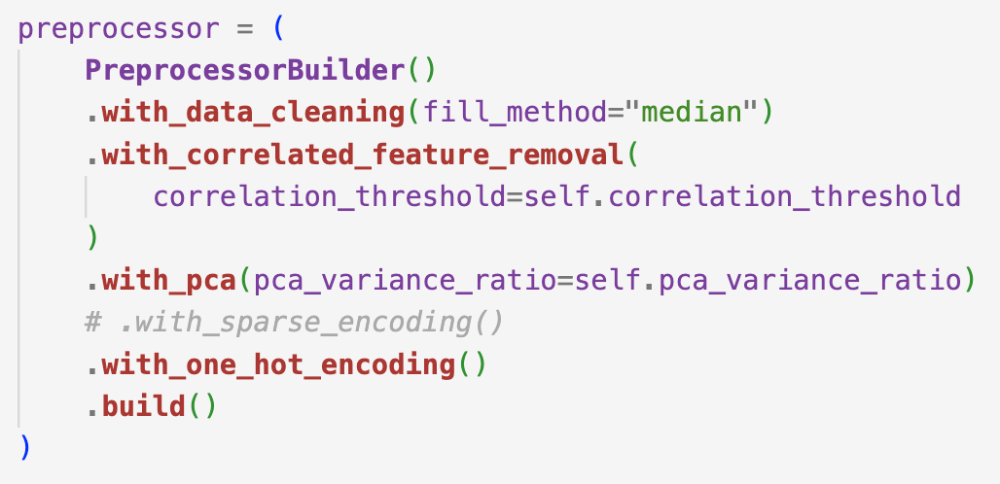 preprocessor = (
    PreprocessorBuilder()
    .with_data_cleaning(fill_method="median")
    .with_correlated_feature_removal(
        correlation_threshold=self.correlation_threshold
    )
    .with_pca(pca_variance_ratio=self.pca_variance_ratio)
    # .with_sparse_encoding()
    .with_one_hot_encoding()
    .build()
)